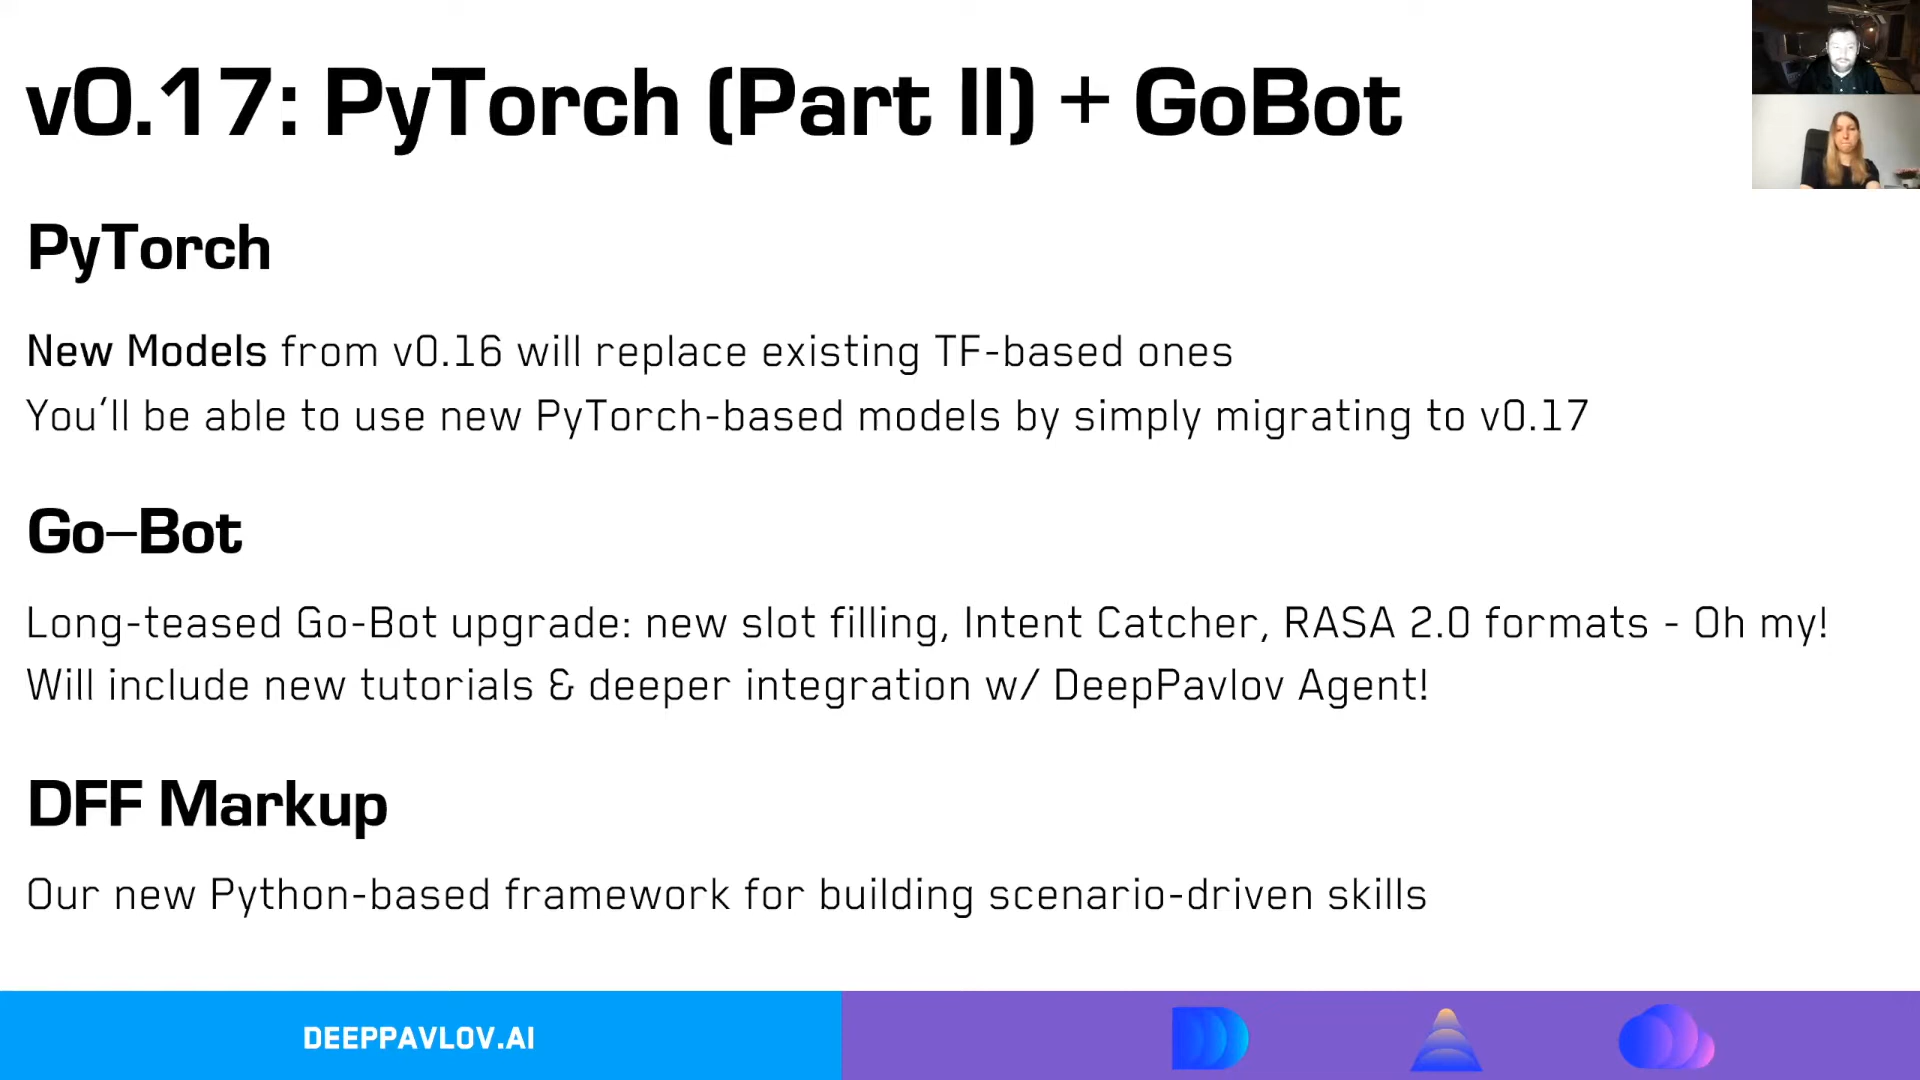 v0.17: PyTorch (Part II) + GoBot
PyTorch
New Models from v0.16 will replace existing TF-based ones
You'll be able to use new PyTorch-based models by simply migrating to v0.17
Go-Bot
Long-teased Go-Bot upgrade: new slot filling, Intent Catcher, RASA 2.0 formats - Oh my!
Will include new tutorials & deeper integration w/ DeepPavlov Agent!
DFF Markup
Our new Python-based framework for building scenario-driven skills
DEEPPAVLOV.AI